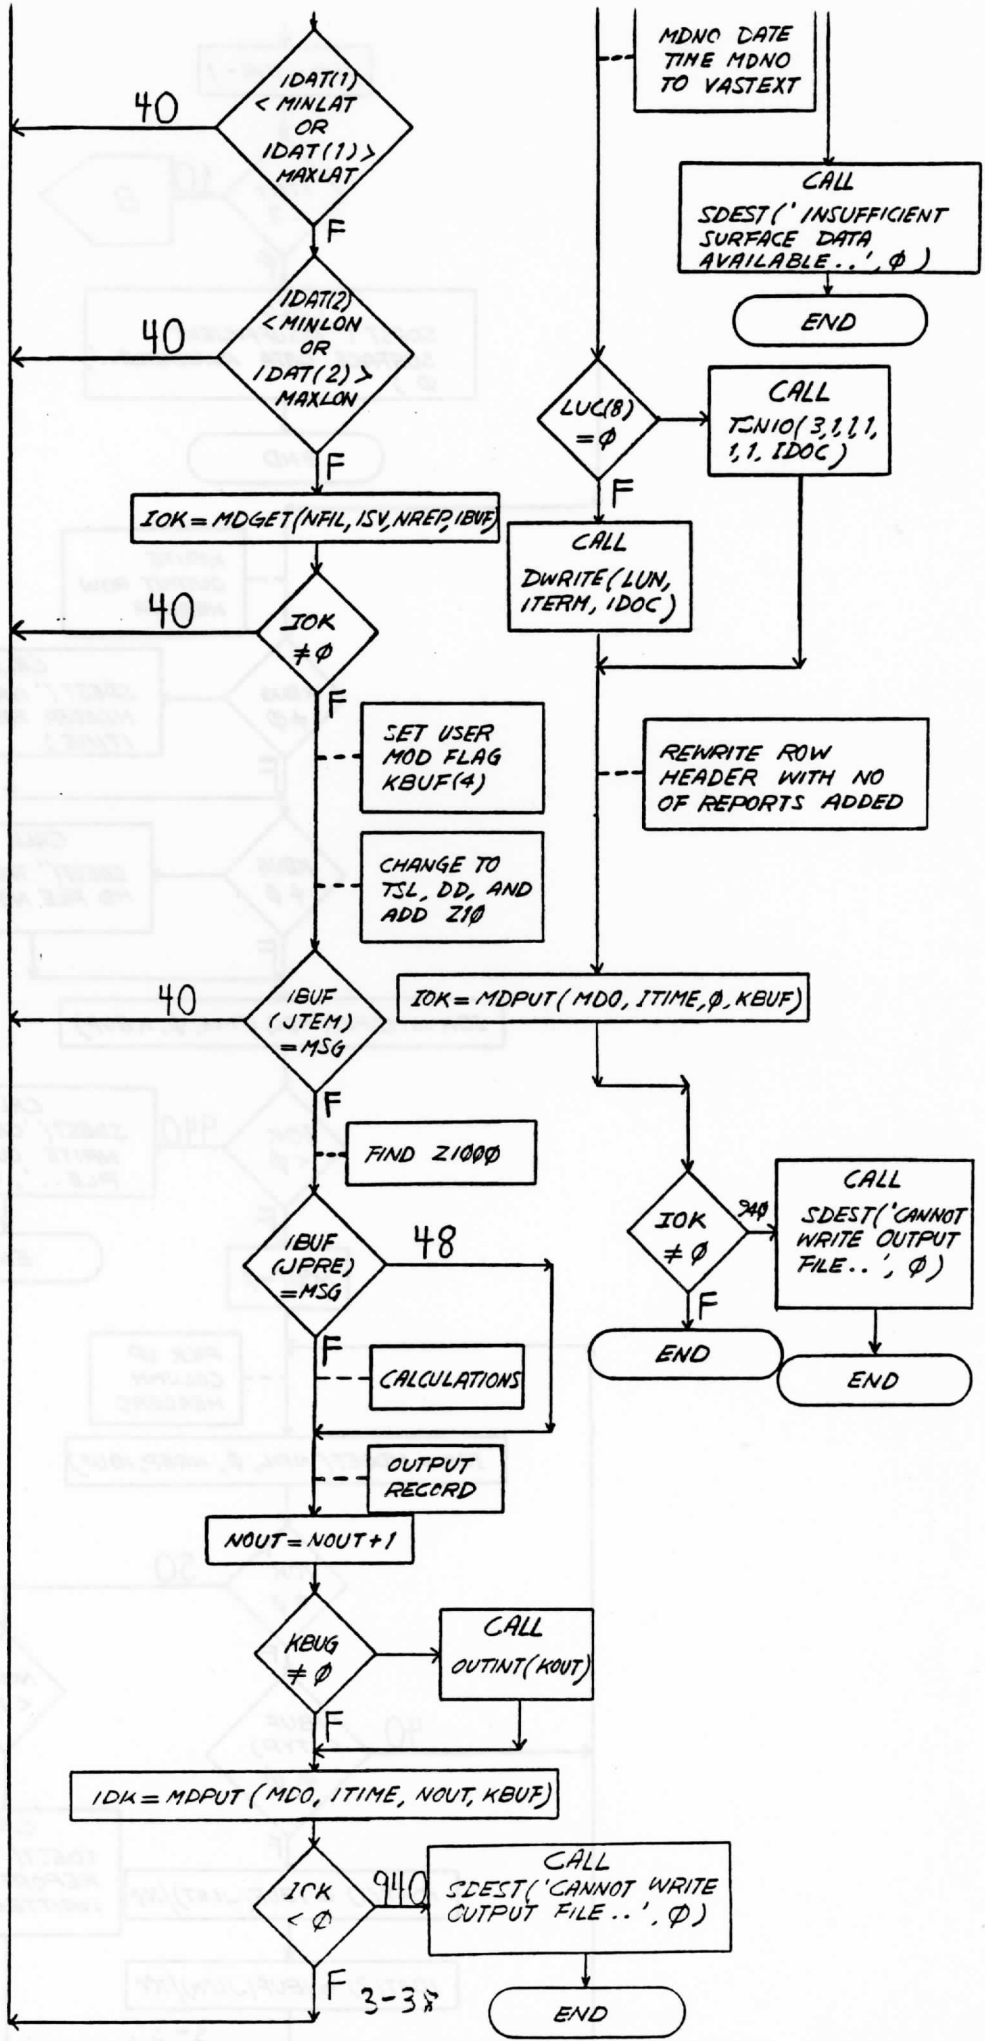 IDAT(1)
< MINLAT
OR
IDAT(1) >
MAXLAT
40
F
IDAT(2)
< MINLON
OR
IDAT(2) >
MAXLON
40
F
IOK = MDGET(NFIL, ISV, NREP, IBUF)
IOK
≠ Ø
40
F
SET USER
MOD FLAG
KBUF(4)
CHANGE TO
TSL, DD, AND
ADD Z1Ø
IBUF
(JTEM)
= MSG
40
F
FIND Z1ØØØ
IBUF
(JPRE)
= MSG
48
F
CALCULATIONS
OUTPUT
RECORD
NOUT = NOUT + 1
KBUG
≠ Ø
CALL
OUTINT(KOUT)
F
IOK = MDPUT(MDO, ITIME, NOUT, KBUF)
IOK
< Ø
940
CALL
SDEST('CANNOT WRITE
OUTPUT FILE..', Ø)
F
END
MDNO DATE
TIME MDNO
TO VASTEXT
CALL
SDEST('INSUFFICIENT
SURFACE DATA
AVAILABLE..', Ø)
END
LUC(8)
= Ø
CALL
TSNIO(3,1,1,1,
1,1, IDOC)
F
CALL
DWRITE(LUN,
ITERM, IDOC)
REWRITE ROW
HEADER WITH NO
OF REPORTS ADDED
IOK = MDPUT(MDO, ITIME, Ø, KBUF)
IOK
≠ Ø
94Ø
CALL
SDEST('CANNOT
WRITE OUTPUT
FILE..', Ø)
F
END
END